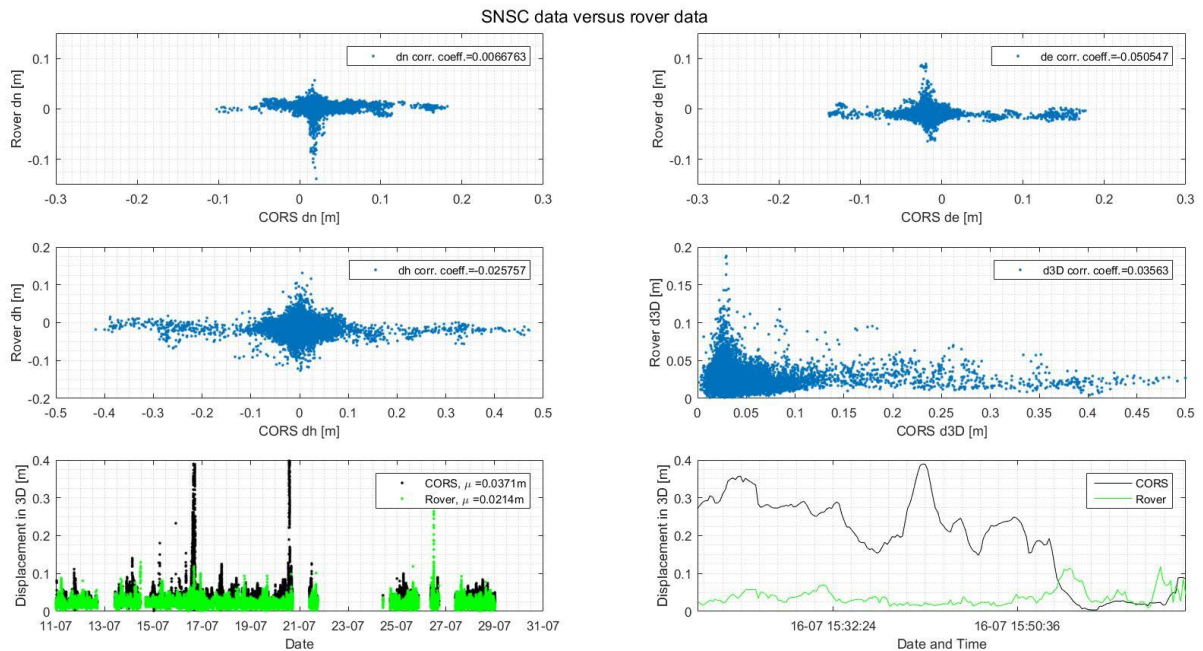 SNSC data versus rover data
0.1
0
-0.1
Rover dn [m]
dn corr. coeff.=0.0066763
-0.3 -0.2 -0.1 0 0.1 0.2 0.3
CORS dn [m]
0.1
0
-0.1
Rover de [m]
de corr. coeff.=-0.050547
-0.3 -0.2 -0.1 0 0.1 0.2 0.3
CORS de [m]
0.2
0.1
0
-0.1
-0.2
Rover dh [m]
dh corr. coeff.=-0.025757
-0.5 -0.4 -0.3 -0.2 -0.1 0 0.1 0.2 0.3 0.4 0.5
CORS dh [m]
0.2
0.15
0.1
0.05
0
Rover d3D [m]
d3D corr. coeff.=0.03563
0 0.05 0.1 0.15 0.2 0.25 0.3 0.35 0.4 0.45 0.5
CORS d3D [m]
0.4
0.3
0.2
0.1
0
Displacement in 3D [m]
CORS, μ =0.0371m
Rover, μ =0.0214m
11-07 13-07 15-07 17-07 19-07 21-07 23-07 25-07 27-07 29-07 31-07
Date
0.4
0.3
0.2
0.1
0
Displacement in 3D [m]
CORS
Rover
16-07 15:32:24 16-07 15:50:36
Date and Time